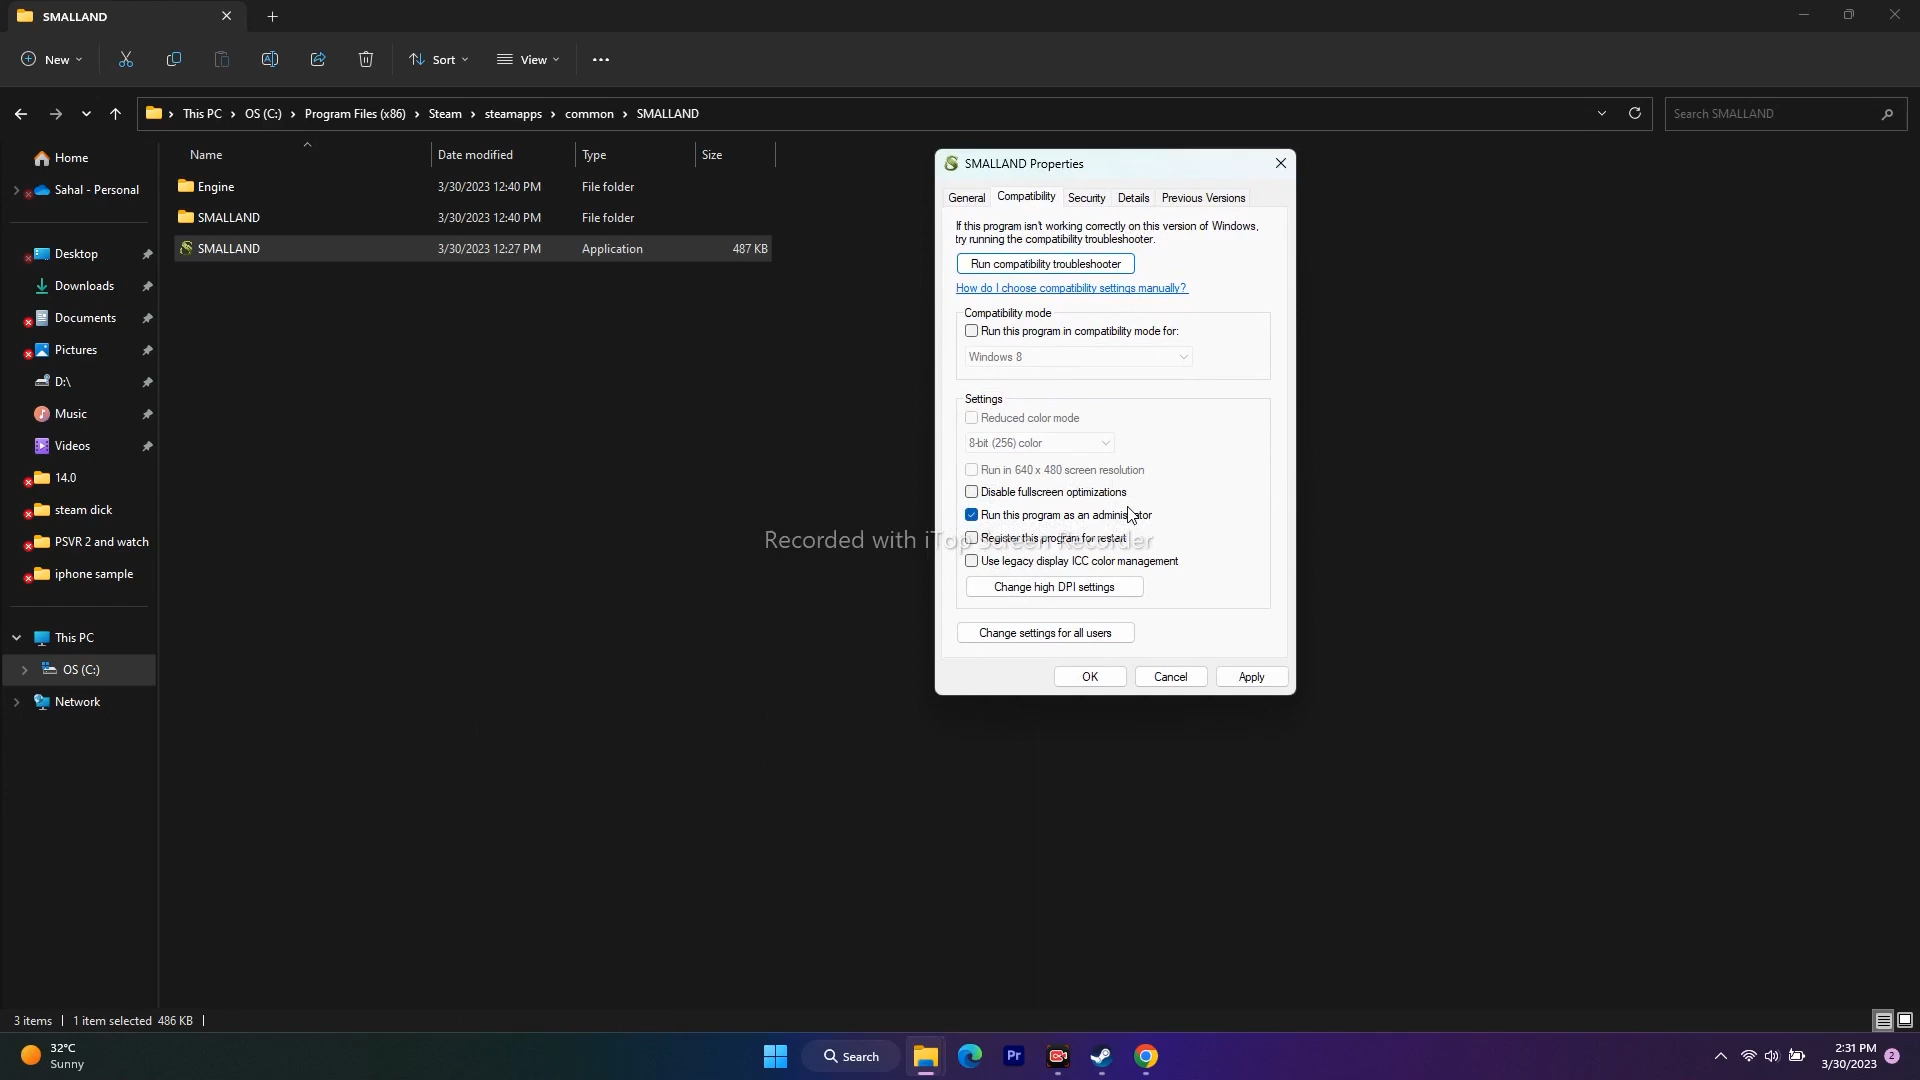 SMALLAND
New
Sort
View
This PC
OS (C:)
Program Files (x86)
Steam
steamapps
common
SMALLAND
Search SMALLAND
Home
Sahal - Personal
Desktop
Downloads
Documents
Pictures
D:\
Music
Videos
14.0
steam dick
PSVR 2 and watch
iphone sample
This PC
OS (C:)
Network
Name Date modified Type Size
Engine 3/30/2023 12:40 PM File folder
SMALLAND 3/30/2023 12:40 PM File folder
SMALLAND 3/30/2023 12:27 PM Application 487 KB
SMALLAND Properties
General Compatibility Security Details Previous Versions
If this program isn't working correctly on this version of Windows,
try running the compatibility troubleshooter.
Run compatibility troubleshooter
How do I choose compatibility settings manually?
Compatibility mode
Run this program in compatibility mode for:
Windows 8
Settings
Reduced color mode
8-bit (256) color
Run in 640 x 480 screen resolution
Disable fullscreen optimizations
Run this program as an administrator
Register this program for restart
Use legacy display ICC color management
Change high DPI settings
Change settings for all users
OK Cancel Apply
Recorded with iTop Screen Recorder
3 items 1 item selected 486 KB
32°C
Sunny
Search
Pr
2:31 PM
3/30/2023
2